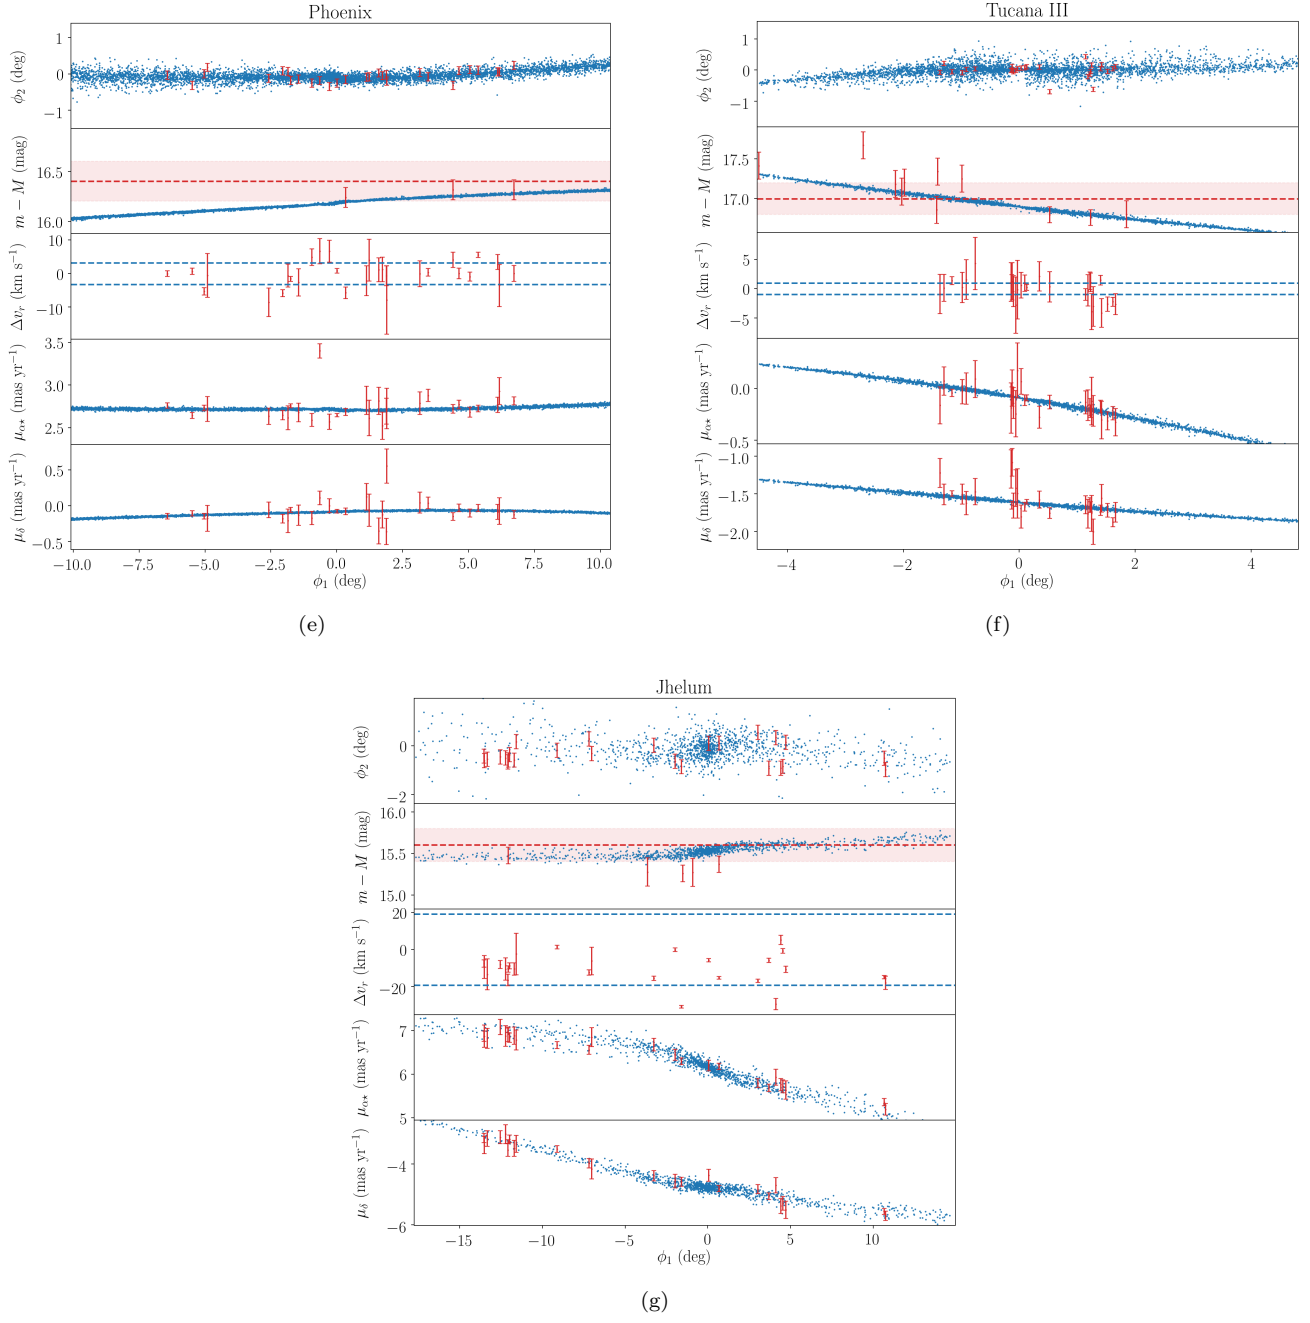 Phoenix
1
0
−1
ϕ₂ (deg)
16.5
16.0
m − M (mag)
10
0
−10
Δvᵣ (km s⁻¹)
3.0
2.5
μα⋆ (mas yr⁻¹)
0.5
0.0
−0.5
μδ (mas yr⁻¹)
−10.0 −7.5 −5.0 −2.5 0.0 2.5 5.0 7.5 10.0
ϕ₁ (deg)
(e)
Tucana III
1
0
−1
ϕ₂ (deg)
17.5
17.0
m − M (mag)
5
0
−5
Δvᵣ (km s⁻¹)
0.0
−0.5
μα⋆ (mas yr⁻¹)
−1.0
−1.5
−2.0
μδ (mas yr⁻¹)
−4 −2 0 2 4
ϕ₁ (deg)
(f)
Jhelum
0
−2
ϕ₂ (deg)
16.0
15.5
15.0
m − M (mag)
20
0
−20
Δvᵣ (km s⁻¹)
7
6
5
μα⋆ (mas yr⁻¹)
−4
−6
μδ (mas yr⁻¹)
−15 −10 −5 0 5 10
ϕ₁ (deg)
(g)